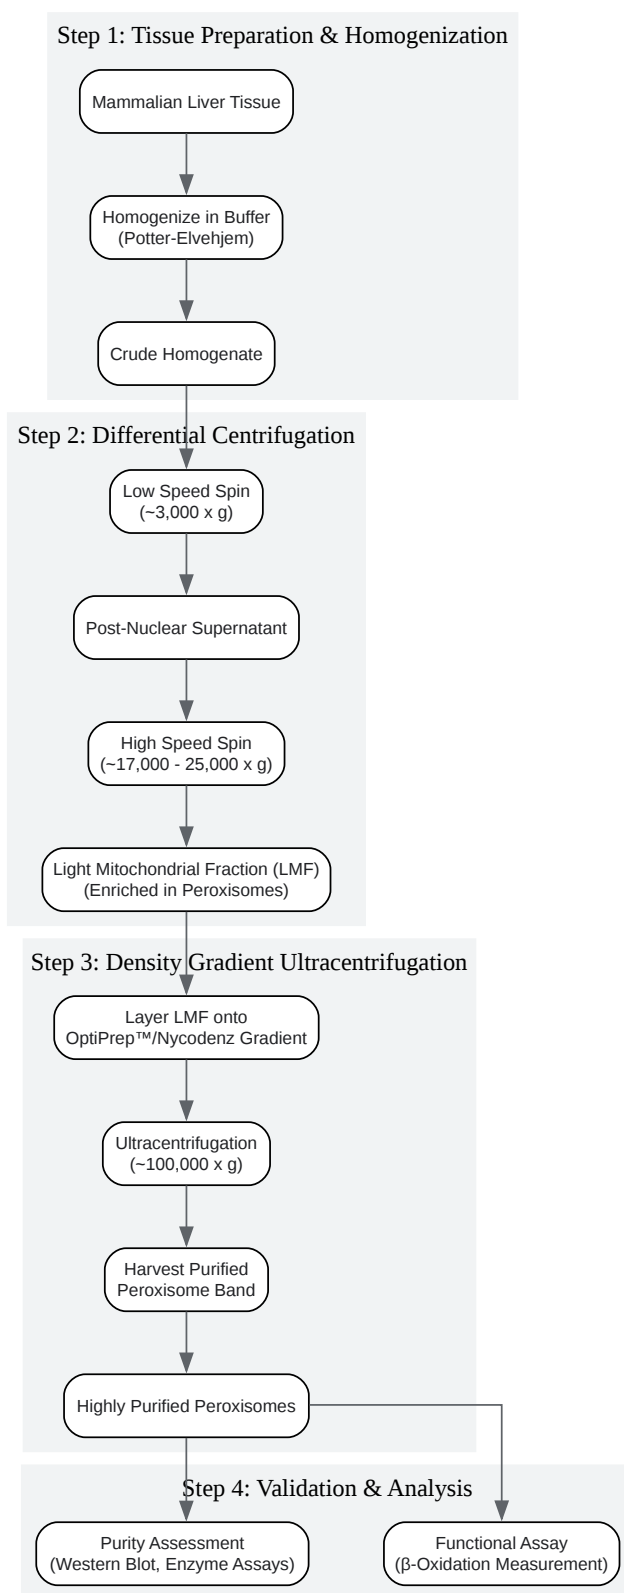 Step 1: Tissue Preparation & Homogenization
Mammalian Liver Tissue
Homogenize in Buffer
(Potter-Elvehjem)
Crude Homogenate
Step 2: Differential Centrifugation
Low Speed Spin
(~3,000 x g)
Post-Nuclear Supernatant
High Speed Spin
(~17,000 - 25,000 x g)
Light Mitochondrial Fraction (LMF)
(Enriched in Peroxisomes)
Step 3: Density Gradient Ultracentrifugation
Layer LMF onto
OptiPrep™/Nycodenz Gradient
Ultracentrifugation
(~100,000 x g)
Harvest Purified
Peroxisome Band
Highly Purified Peroxisomes
Step 4: Validation & Analysis
Purity Assessment
(Western Blot, Enzyme Assays)
Functional Assay
(β-Oxidation Measurement)